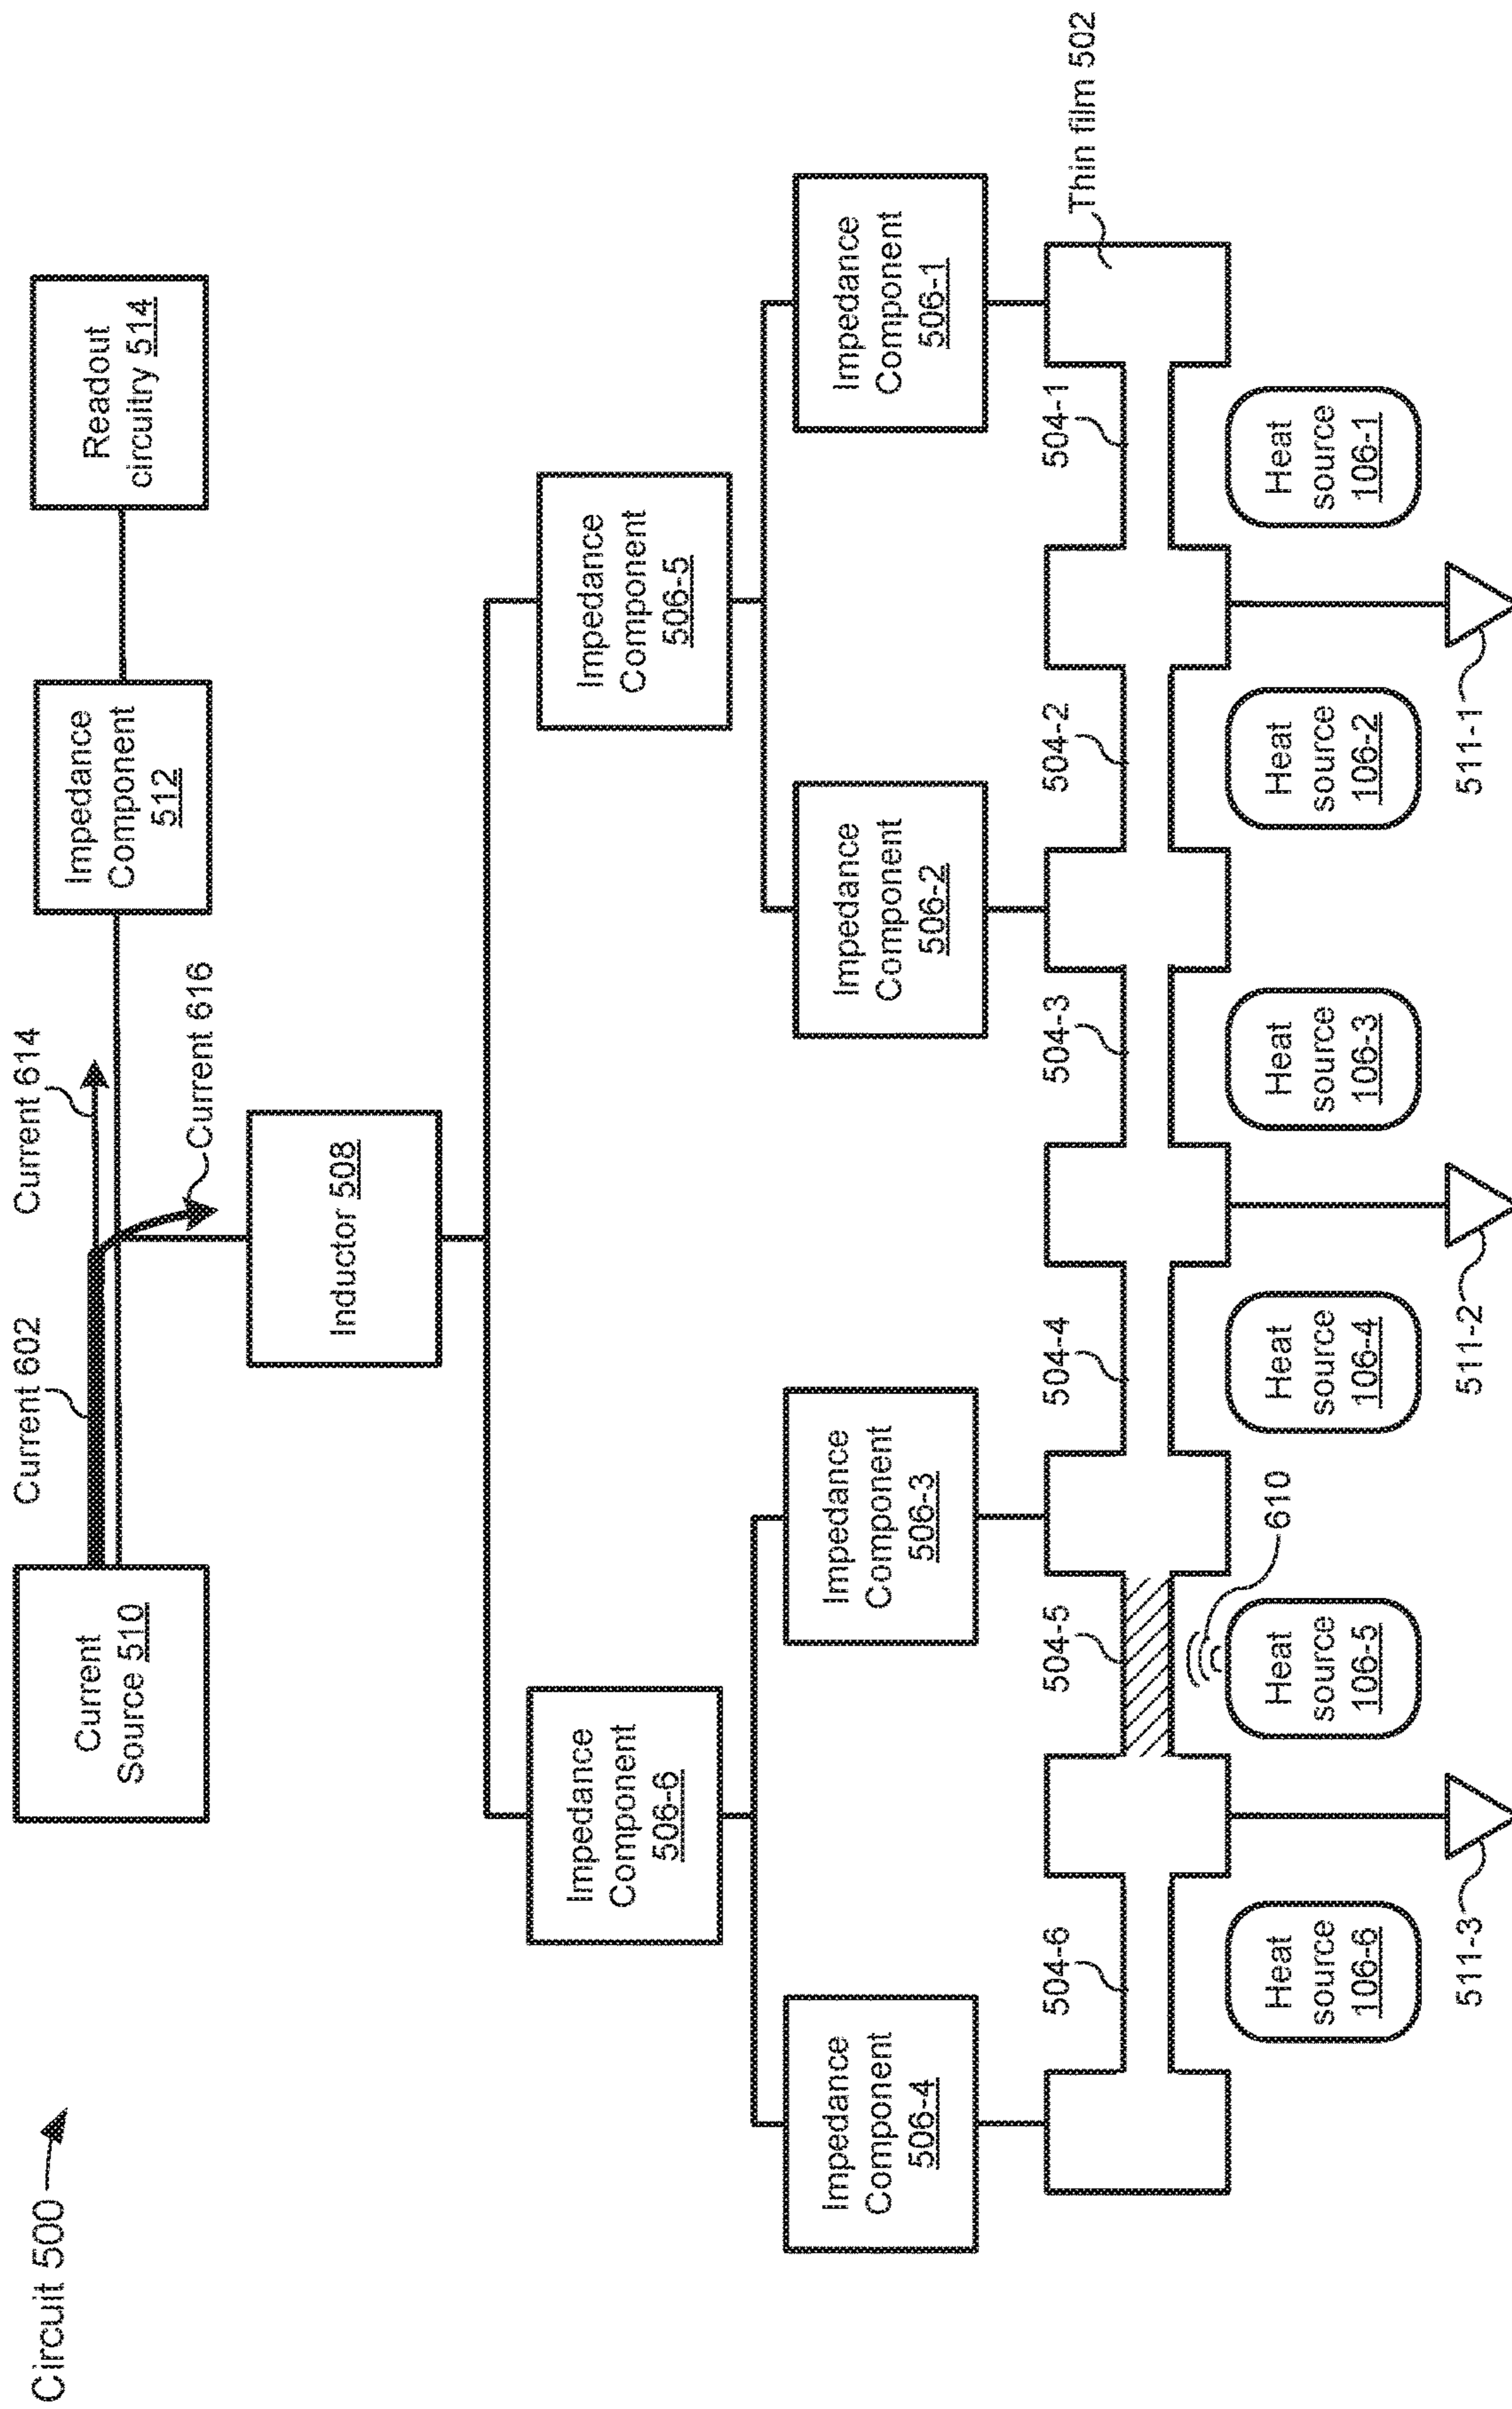 Circuit 500
Current
Source 510
Current 602
Current 614
Current 616
Impedance
Component
512
Readout
circuitry 514
Inductor 508
Impedance
Component
506-6
Impedance
Component
506-5
Impedance
Component
506-4
Impedance
Component
506-3
Impedance
Component
506-2
Impedance
Component
506-1
504-6
504-5
504-4
504-3
504-2
504-1
Thin film 502
610
Heat
source
106-6
Heat
source
106-5
Heat
source
106-4
Heat
source
106-3
Heat
source
106-2
Heat
source
106-1
511-3
511-2
511-1